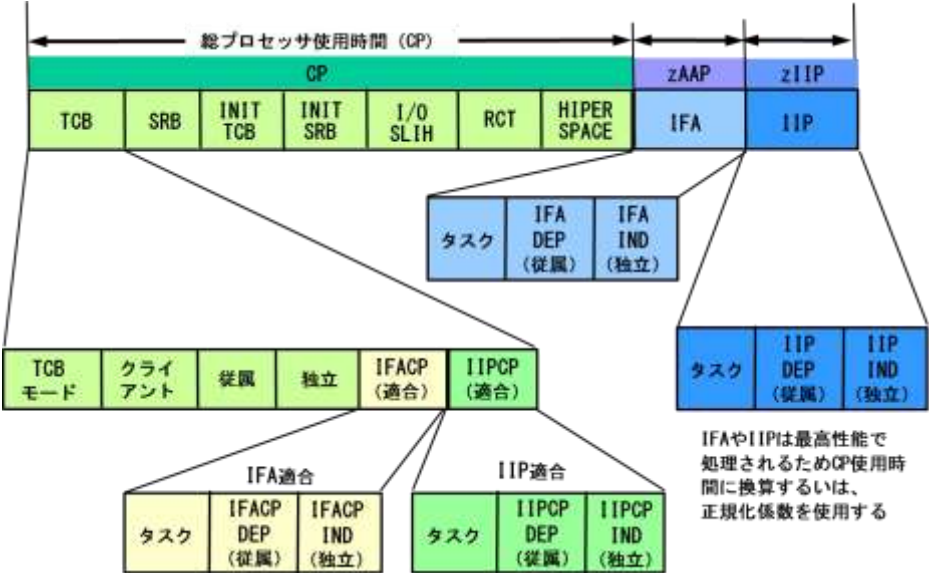 総プロセッサ使用時間 (CP)
CP
zAAP
zIIP
TCB
SRB
INIT
TCB
INIT
SRB
I/O
SLIH
RCT
HIPER
SPACE
IFA
IIP
タスク
IFA
DEP
(従属)
IFA
IND
(独立)
TCB
モード
クライ
アント
従属
独立
IFACP
(適合)
IIPCP
(適合)
タスク
IIP
DEP
(従属)
IIP
IND
(独立)
IFA適合
IIP適合
タスク
IFACP
DEP
(従属)
IFACP
IND
(独立)
タスク
IIPCP
DEP
(従属)
IIPCP
IND
(独立)
IFAやIIPは最高性能で
処理されるためCP使用時
間に換算するいは、
正規化係数を使用する